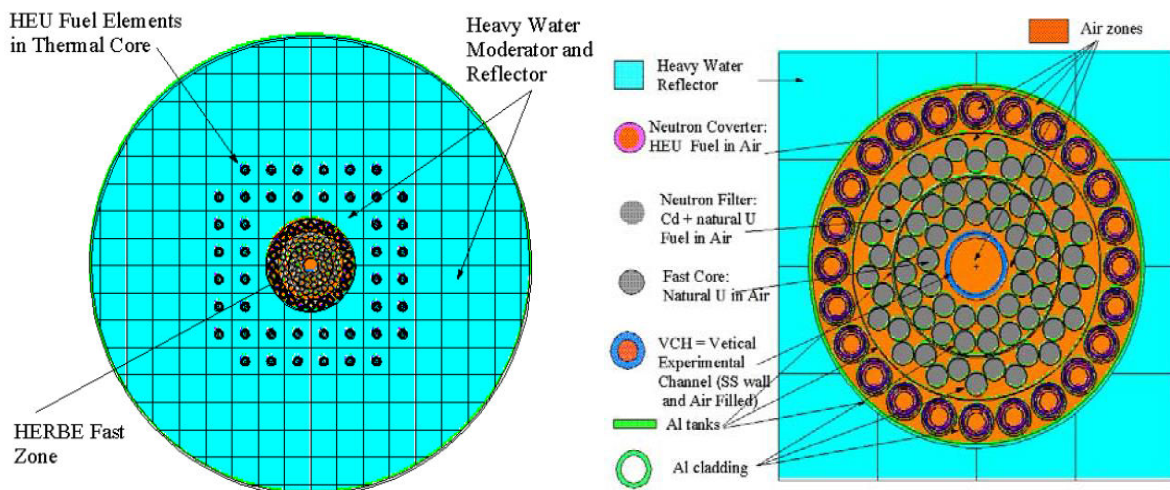 HEU Fuel Elements
in Thermal Core
Heavy Water
Moderator and
Reflector
HERBE Fast
Zone
Air zones
Heavy Water
Reflector
Neutron Coverter:
HEU Fuel in Air
Neutron Filter:
Cd + natural U
Fuel in Air
Fast Core:
Natural U in Air
VCH = Vetical
Experimental
Channel (SS wall
and Air Filled)
Al tanks
Al cladding